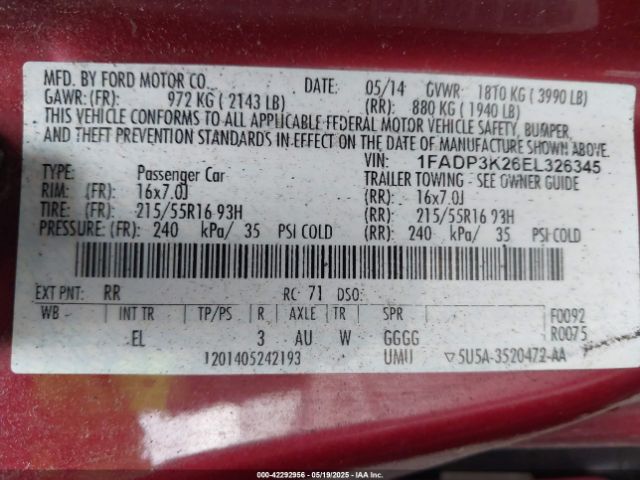 MFD. BY FORD MOTOR CO. DATE: 05/14 GVWR: 1810 KG ( 3990 LB)
GAWR: (FR): 972 KG ( 2143 LB) (RR): 880 KG ( 1940 LB)
THIS VEHICLE CONFORMS TO ALL APPLICABLE FEDERAL MOTOR VEHICLE SAFETY, BUMPER,
AND THEFT PREVENTION STANDARDS IN EFFECT ON THE DATE OF MANUFACTURE SHOWN ABOVE.
VIN: 1FADP3K26EL326345
TYPE: Passenger Car TRAILER TOWING - SEE OWNER GUIDE
RIM: (FR): 16x7.0J (RR): 16x7.0J
TIRE: (FR): 215/55R16 93H (RR): 215/55R16 93H
PRESSURE: (FR): 240 kPa/ 35 PSI COLD (RR): 240 kPa/ 35 PSI COLD
EXT PNT: RR RC: 71 DSO:
WB INT TR TP/PS R AXLE TR SPR F0092
EL 3 AU W GGGG R0075
1201405242193 UMU ▽5U5A-3520472-AA
000-42292956 - 05/19/2025 - IAAI.com